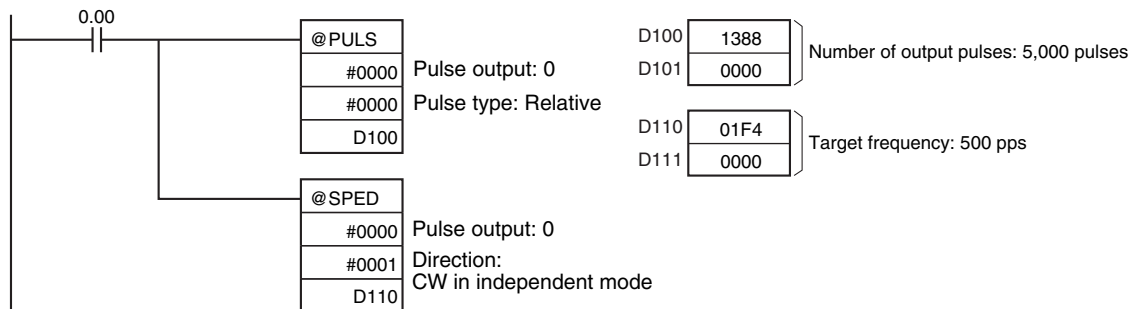 0.00
@PULS
#0000 Pulse output: 0
#0000 Pulse type: Relative
D100
D100 1388
D101 0000
Number of output pulses: 5,000 pulses
D110 01F4
D111 0000
Target frequency: 500 pps
@SPED
#0000 Pulse output: 0
#0001 Direction:
CW in independent mode
D110